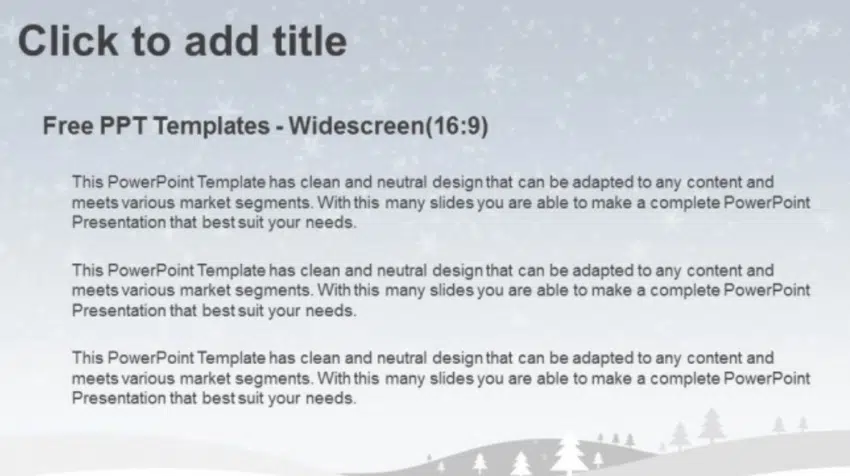 Click to add title
Free PPT Templates - Widescreen(16:9)
This PowerPoint Template has clean and neutral design that can be adapted to any content and
meets various market segments. With this many slides you are able to make a complete PowerPoint
Presentation that best suit your needs.
This PowerPoint Template has clean and neutral design that can be adapted to any content and
meets various market segments. With this many slides you are able to make a complete PowerPoint
Presentation that best suit your needs.
This PowerPoint Template has clean and neutral design that can be adapted to any content and
meets various market segments. With this many slides you are able to make a complete PowerPoint
Presentation that best suit your needs.